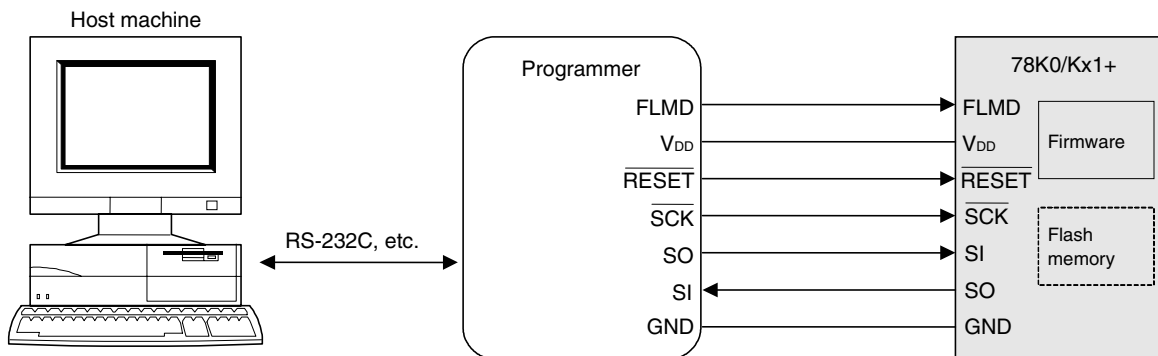 Host machine
RS-232C, etc.
Programmer
FLMD
VDD
RESET
SCK
SO
SI
GND
78K0/Kx1+
FLMD
VDD
RESET
SCK
SI
SO
GND
Firmware
Flash
memory